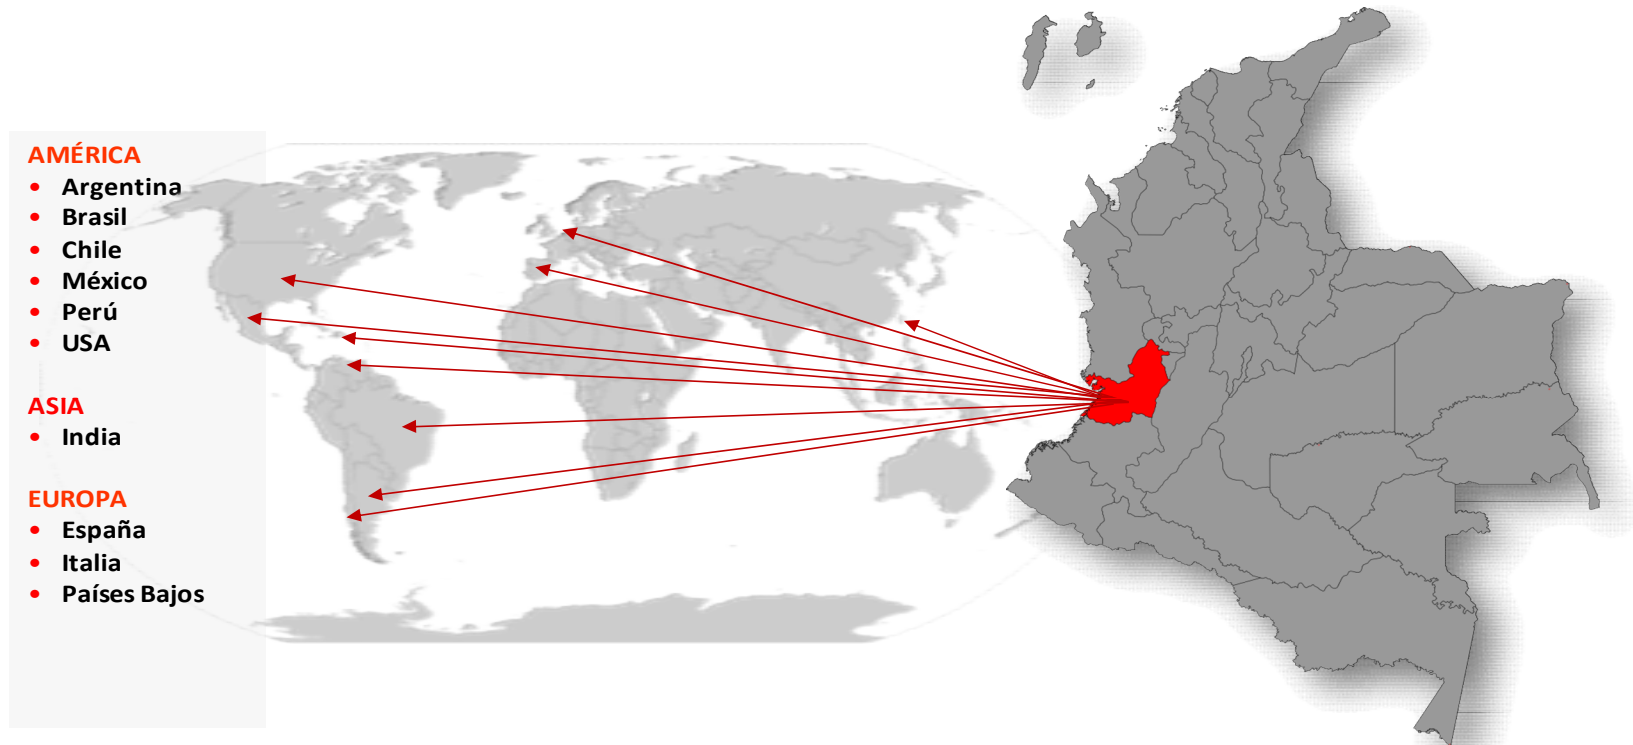 AMÉRICA
• Argentina
• Brasil
• Chile
• México
• Perú
• USA
ASIA
• India
EUROPA
• España
• Italia
• Países Bajos